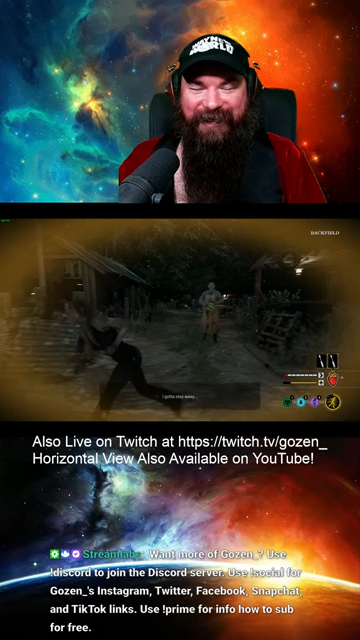 WAYNE'S
WORLD
BACKFIELD
I gotta stay away...
Also Live on Twitch at https://twitch.tv/gozen_
Horizontal View Also Available on YouTube!
Streamlabs: Want more of Gozen_? Use
!discord to join the Discord server. Use !social for
Gozen_'s Instagram, Twitter, Facebook, Snapchat,
and TikTok links. Use !prime for info how to sub
for free.